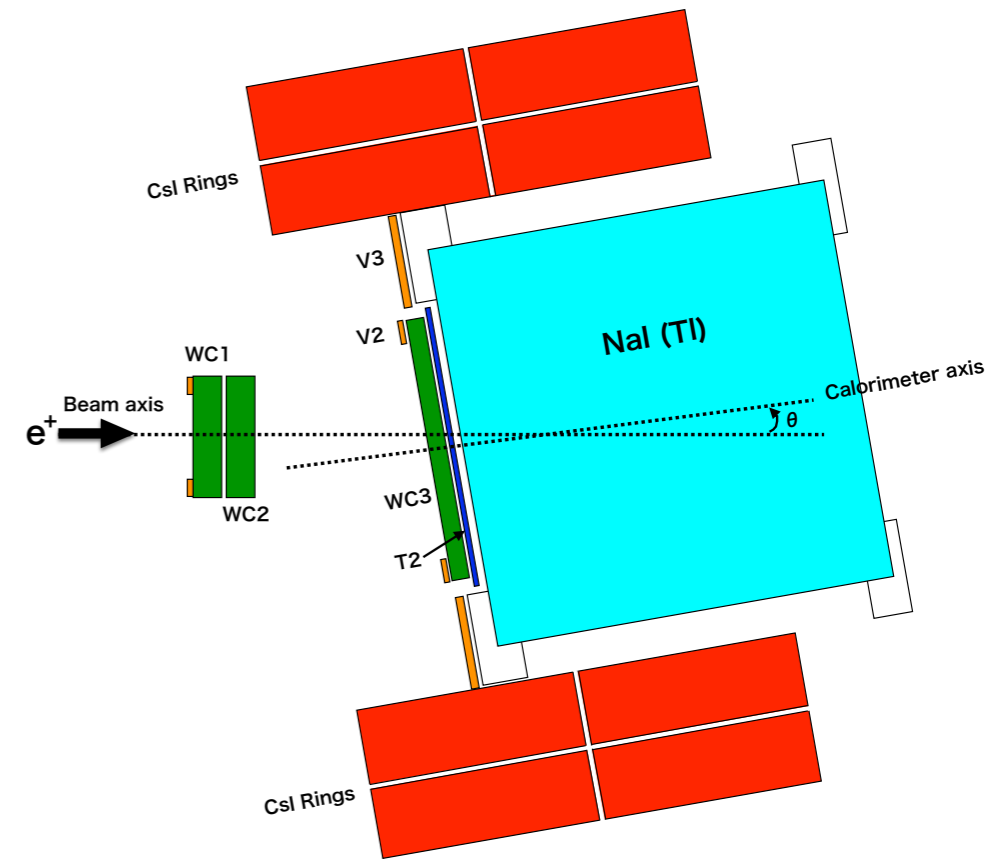 CsI Rings
V3
NaI (Tl)
V2
WC1
Calorimeter axis
Beam axis
e+
θ
WC3
WC2
T2
CsI Rings